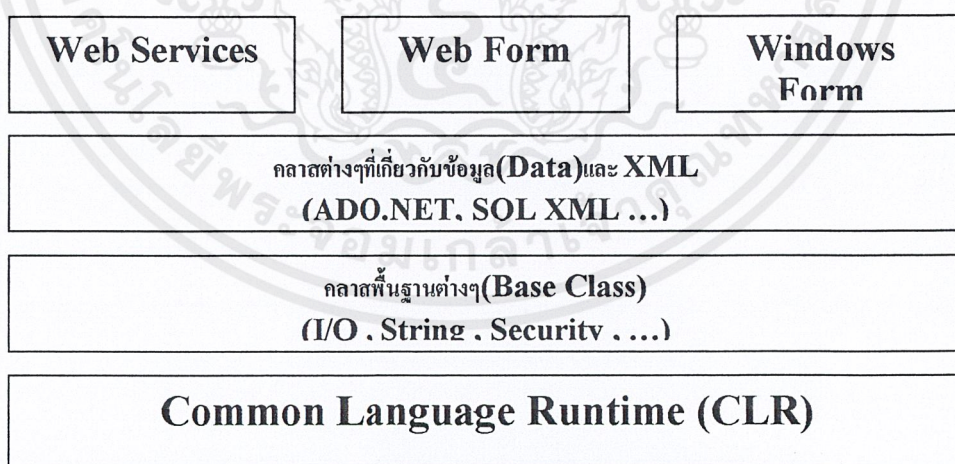 Web Services
Web Form
Windows
Form
คลาสต่างๆที่เกี่ยวกับข้อมูล(Data)และ XML
(ADO.NET, SQL XML ...)
คลาสพื้นฐานต่างๆ(Base Class)
(I/O , String , Security , ...)
Common Language Runtime (CLR)